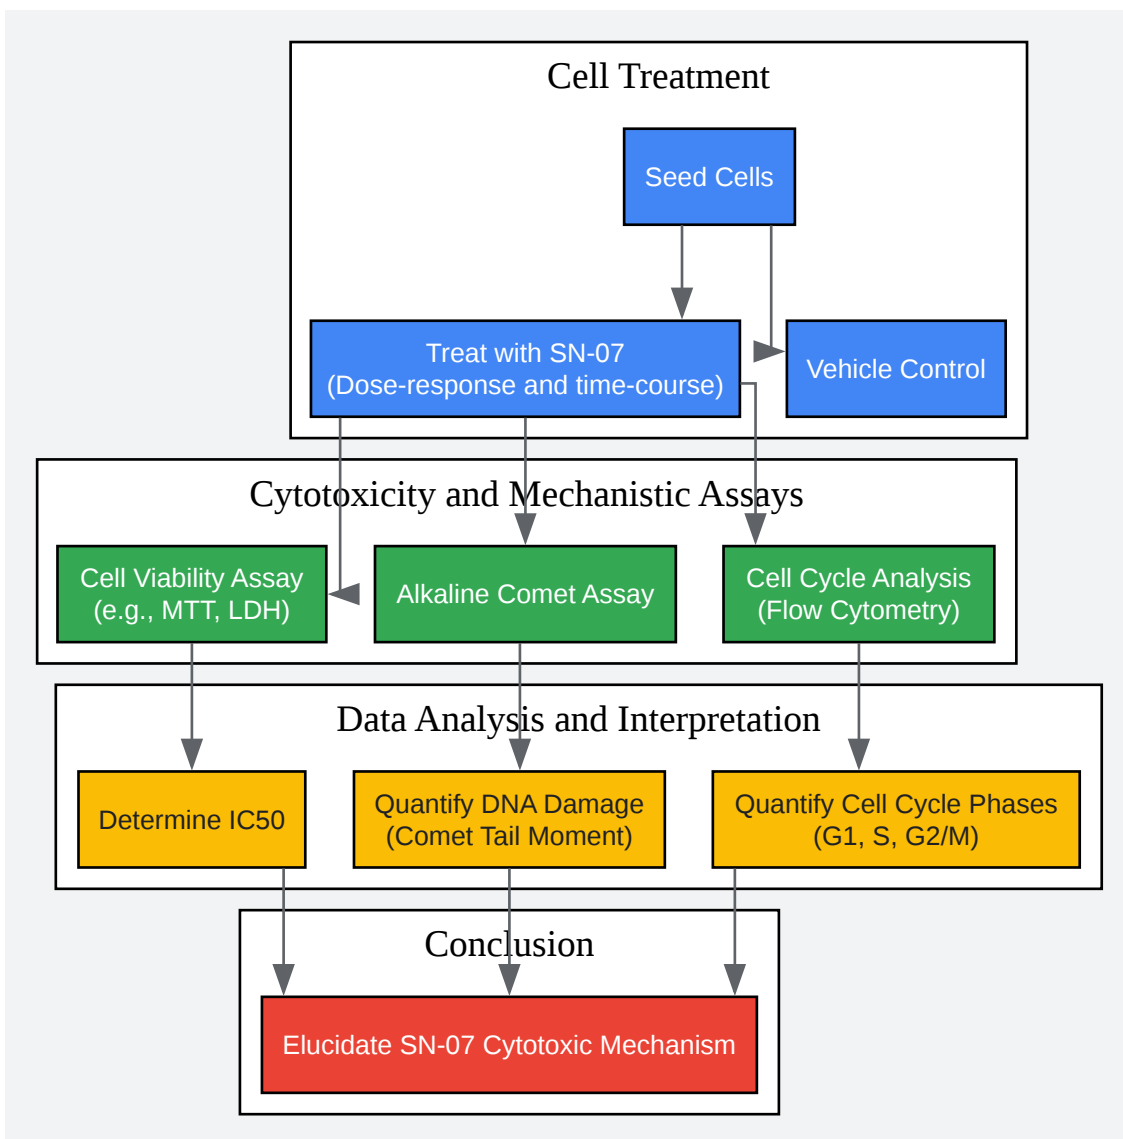 Cell Treatment
Seed Cells
Treat with SN-07
(Dose-response and time-course)
Vehicle Control
Cytotoxicity and Mechanistic Assays
Cell Viability Assay
(e.g., MTT, LDH)
Alkaline Comet Assay
Cell Cycle Analysis
(Flow Cytometry)
Data Analysis and Interpretation
Determine IC50
Quantify DNA Damage
(Comet Tail Moment)
Quantify Cell Cycle Phases
(G1, S, G2/M)
Conclusion
Elucidate SN-07 Cytotoxic Mechanism